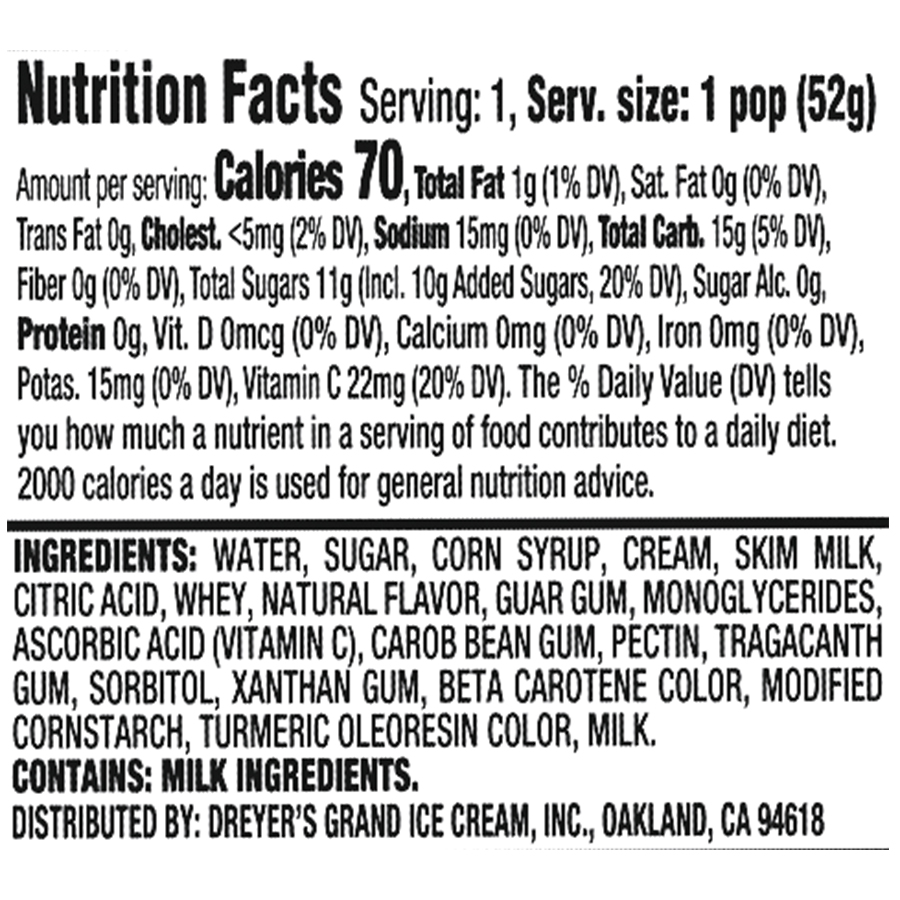 Nutrition Facts Serving: 1, Serv. size: 1 pop (52g)
Amount per serving: Calories 70, Total Fat 1g (1% DV), Sat. Fat 0g (0% DV),
Trans Fat 0g, Cholest. <5mg (2% DV), Sodium 15mg (0% DV), Total Carb. 15g (5% DV),
Fiber 0g (0% DV), Total Sugars 11g (Incl. 10g Added Sugars, 20% DV), Sugar Alc. 0g,
Protein 0g, Vit. D 0mcg (0% DV), Calcium 0mg (0% DV), Iron 0mg (0% DV),
Potas. 15mg (0% DV), Vitamin C 22mg (20% DV). The % Daily Value (DV) tells
you how much a nutrient in a serving of food contributes to a daily diet.
2000 calories a day is used for general nutrition advice.
INGREDIENTS: WATER, SUGAR, CORN SYRUP, CREAM, SKIM MILK,
CITRIC ACID, WHEY, NATURAL FLAVOR, GUAR GUM, MONOGLYCERIDES,
ASCORBIC ACID (VITAMIN C), CAROB BEAN GUM, PECTIN, TRAGACANTH
GUM, SORBITOL, XANTHAN GUM, BETA CAROTENE COLOR, MODIFIED
CORNSTARCH, TURMERIC OLEORESIN COLOR, MILK.
CONTAINS: MILK INGREDIENTS.
DISTRIBUTED BY: DREYER'S GRAND ICE CREAM, INC., OAKLAND, CA 94618